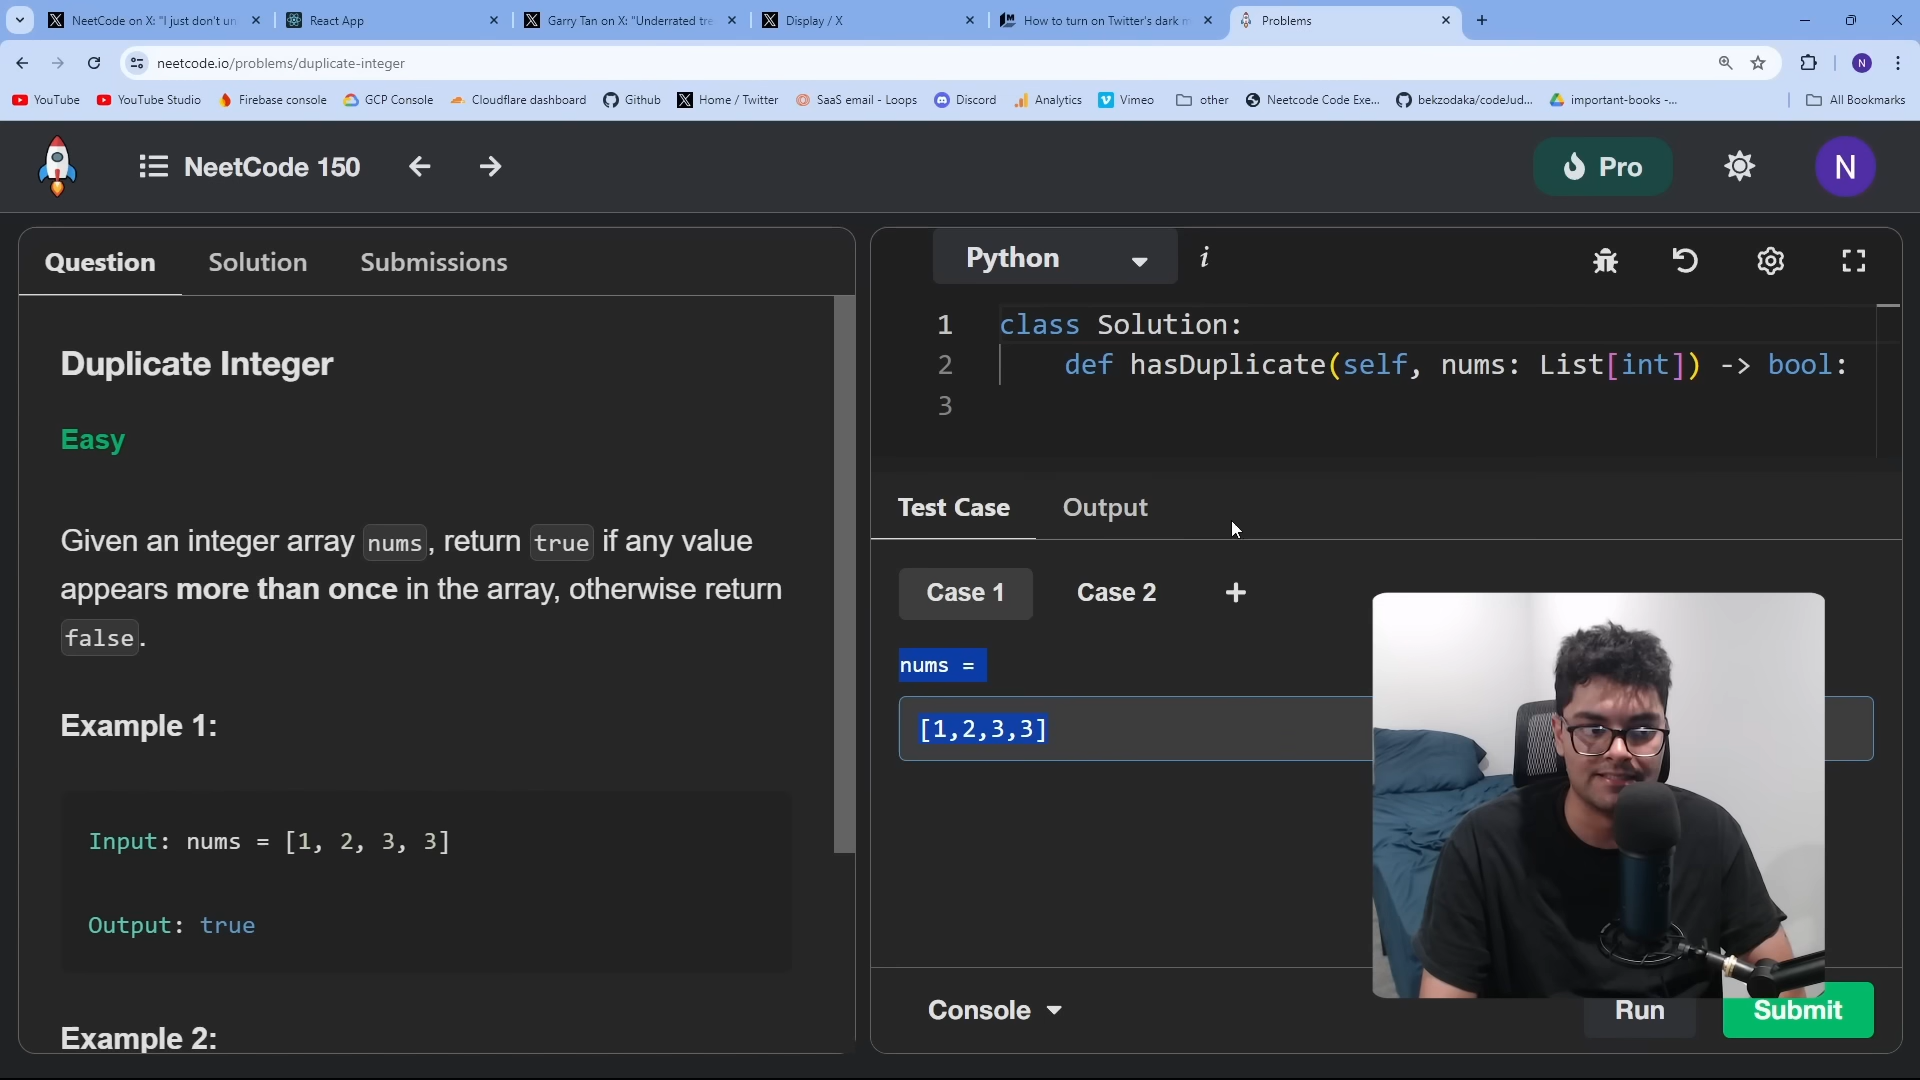 NeetCode on X: "I just don't un
React App
Garry Tan on X: "Underrated tre
Display / X
How to turn on Twitter's dark m
Problems
neetcode.io/problems/duplicate-integer
N
YouTube
YouTube Studio
Firebase console
GCP Console
Cloudflare dashboard
Github
Home / Twitter
SaaS email - Loops
Discord
Analytics
Vimeo
other
Neetcode Code Exe...
bekzodaka/codeJud...
important-books -...
All Bookmarks
NeetCode 150
Pro
N
Question
Solution
Submissions
Duplicate Integer
Easy
Given an integer array nums, return true if any value
appears more than once in the array, otherwise return
false.
Example 1:
Input: nums = [1, 2, 3, 3]
Output: true
Example 2:
Python
i
1 class Solution:
2 def hasDuplicate(self, nums: List[int]) -> bool:
3
Test Case
Output
Case 1
Case 2
+
nums =
[1,2,3,3]
Console
Run
Submit